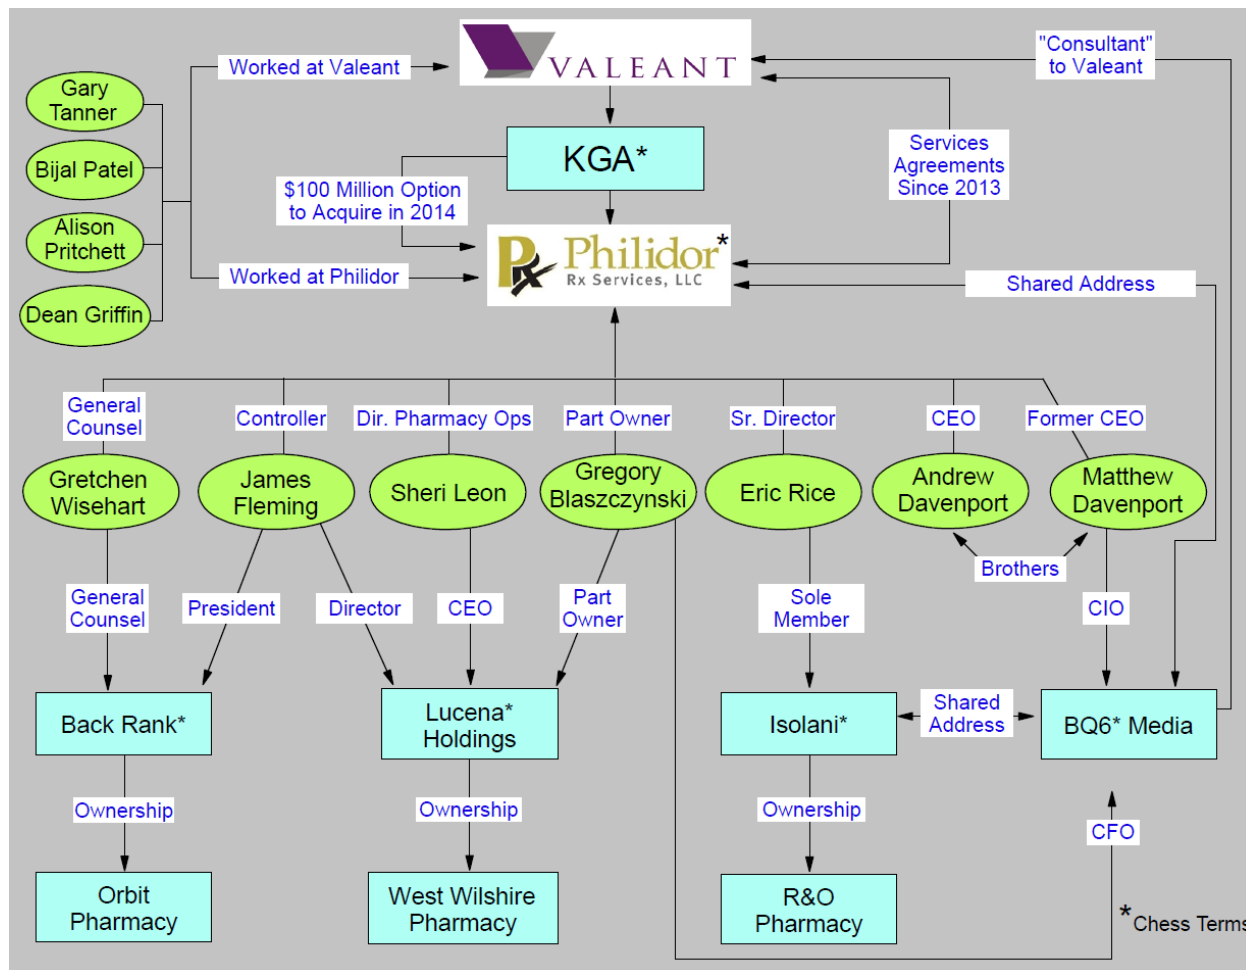 VALEANT
"Consultant"
to Valeant
Worked at Valeant
Gary
Tanner
Bijal Patel
Alison
Pritchett
Dean Griffin
KGA*
Services
Agreements
Since 2013
$100 Million Option
to Acquire in 2014
PRx Philidor*
Rx Services, LLC
Worked at Philidor
Shared Address
General
Counsel
Controller
Dir. Pharmacy Ops
Part Owner
Sr. Director
CEO
Former CEO
Gretchen
Wisehart
James
Fleming
Sheri Leon
Gregory
Blaszczynski
Eric Rice
Andrew
Davenport
Matthew
Davenport
Brothers
General
Counsel
President
Director
CEO
Part
Owner
Sole
Member
CIO
Back Rank*
Lucena*
Holdings
Isolani*
Shared
Address
BQ6* Media
Ownership
Ownership
Ownership
CFO
Orbit
Pharmacy
West Wilshire
Pharmacy
R&O
Pharmacy
*Chess Terms